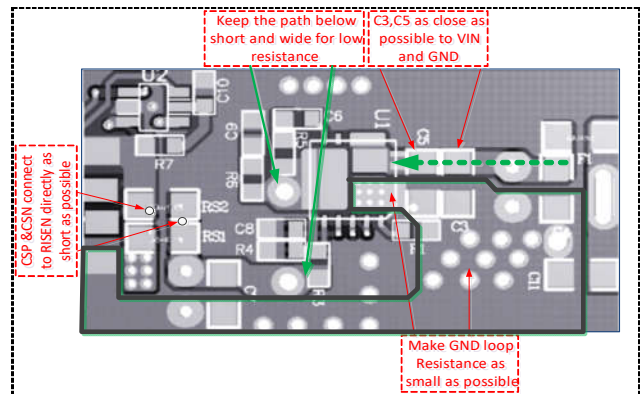 Keep the path below
short and wide for low
resistance
C3,C5 as close as
possible to VIN
and GND
U2
C10
C9
C6
R5
U1
C5
F1
R7
R6
CSP &CSN connect
to RISEN directly as
short as possible
RS2
RS1
C8
R4
R3
R1
C3
C11
Make GND loop
Resistance as
small as possible